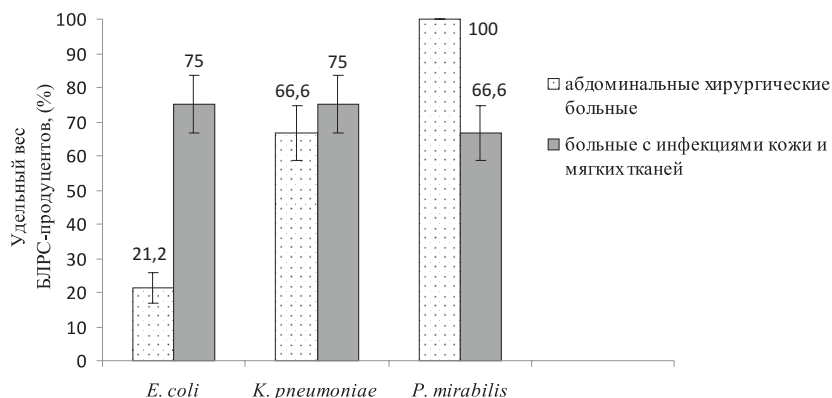 100
90
80
70
60
50
40
30
20
10
0
Удельный вес
БЛРС-продуцентов, (%)
21,2
75
66,6
75
100
66,6
E. coli
K. pneumoniae
P. mirabilis
абдоминальные хирургические
больные
больные с инфекциями кожи и
мягких тканей